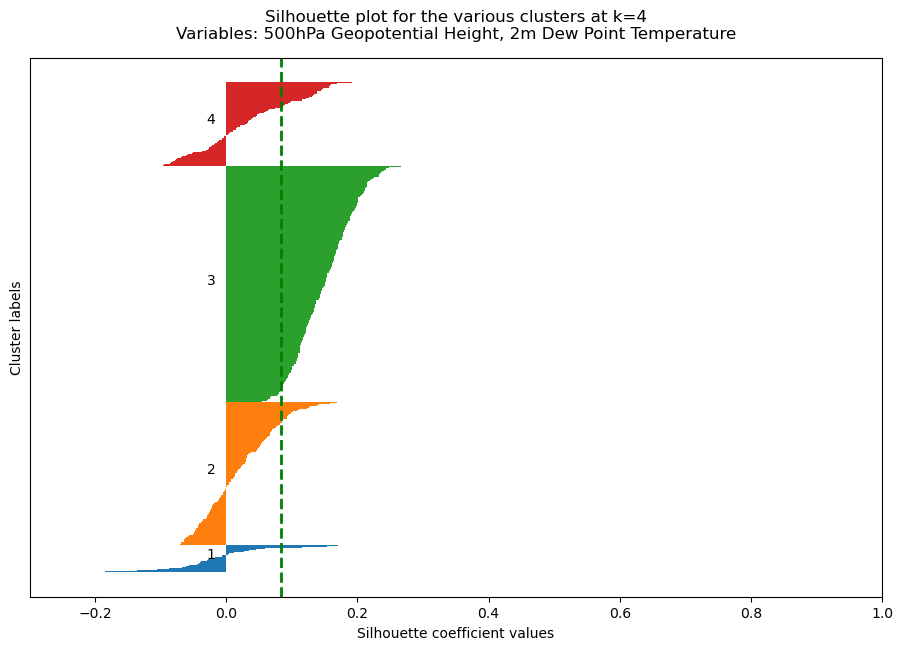 Silhouette plot for the various clusters at k=4
Variables: 500hPa Geopotential Height, 2m Dew Point Temperature
4
3
2
1
Cluster labels
−0.2 0.0 0.2 0.4 0.6 0.8 1.0
Silhouette coefficient values